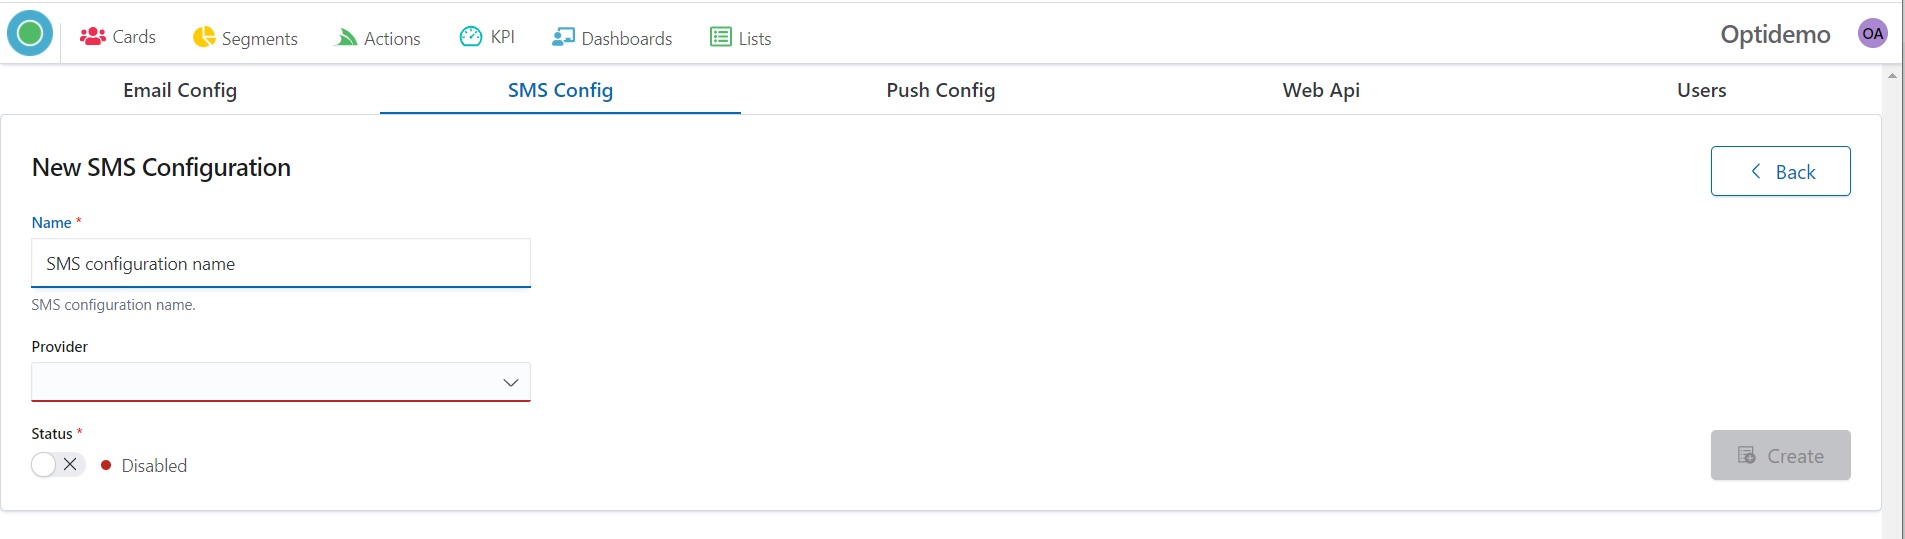 Cards Segments Actions KPI Dashboards Lists Optidemo OA
Email Config SMS Config Push Config Web Api Users
New SMS Configuration
Back
Name *
SMS configuration name
SMS configuration name.
Provider
Status *
Disabled
Create